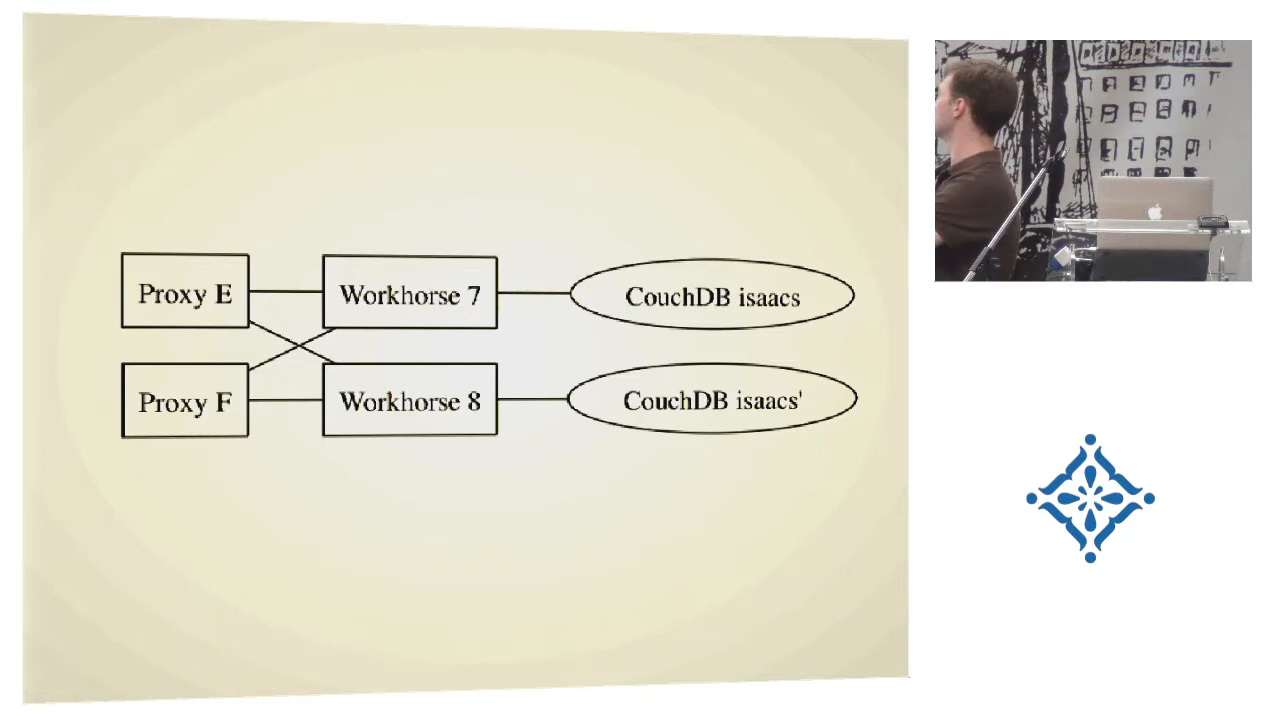 Proxy E
Workhorse 7
CouchDB isaacs
Proxy F
Workhorse 8
CouchDB isaacs'